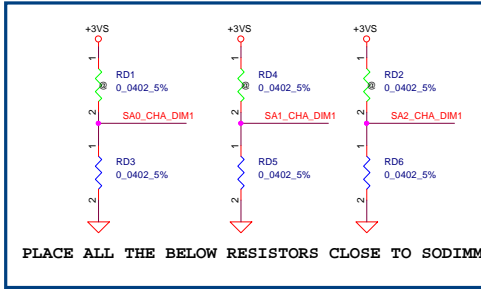 +3VS +3VS +3VS
1 1 1
RD1 RD4 RD2
@ @ @
0_0402_5% 0_0402_5% 0_0402_5%
2 2 2
SA0_CHA_DIM1 SA1_CHA_DIM1 SA2_CHA_DIM1
1 1 1
RD3 RD5 RD6
0_0402_5% 0_0402_5% 0_0402_5%
2 2 2
PLACE ALL THE BELOW RESISTORS CLOSE TO SODIMM